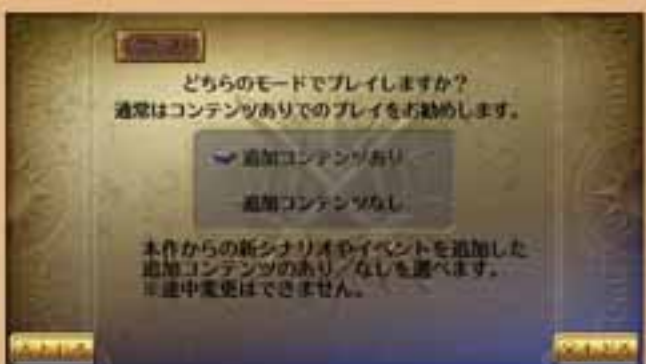 どちらのモードでプレイしますか？
通常はコンテンツありでのプレイをお勧めします。
追加コンテンツあり
追加コンテンツなし
本作からの新シナリオやイベントを追加した
追加コンテンツのあり／なしを選べます。
※途中変更はできません。